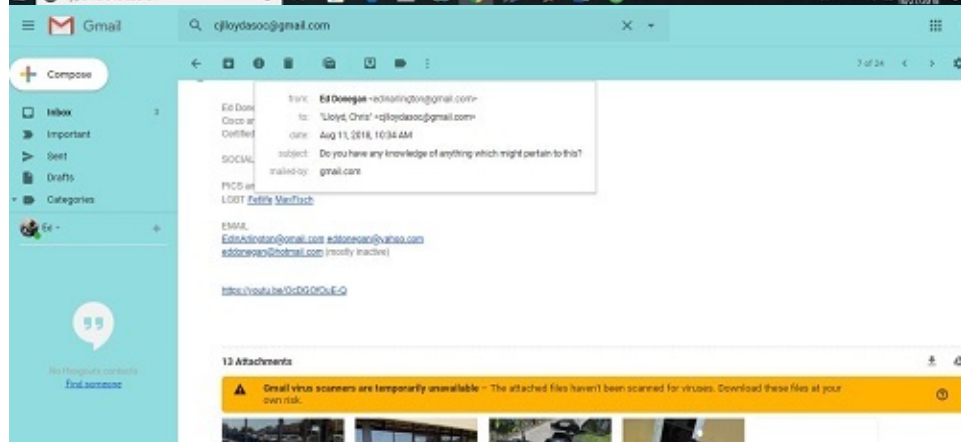 Gmail
cjlloydasoc@gmail.com
Compose
7 of 24
Inbox 3
Important
Sent
Drafts
Categories
Ed
from: Ed Donegan <edinarlington@gmail.com>
to: "Lloyd, Chris" <cjlloydasoc@gmail.com>
date: Aug 11, 2018, 10:34 AM
subject: Do you have any knowledge of anything which might pertain to this?
mailed-by: gmail.com
Ed Done
Certified
SOCIAL
PICS an
LGBT Fetlife
EMAIL
EdinArlington@gmail.com eddonegan@yahoo.com
eddonegan@hotmail.com (mostly inactive)
No Hangouts contacts
Find someone
13 Attachments
Gmail virus scanners are temporarily unavailable – The attached files haven't been scanned for viruses. Download these files at your
own risk.